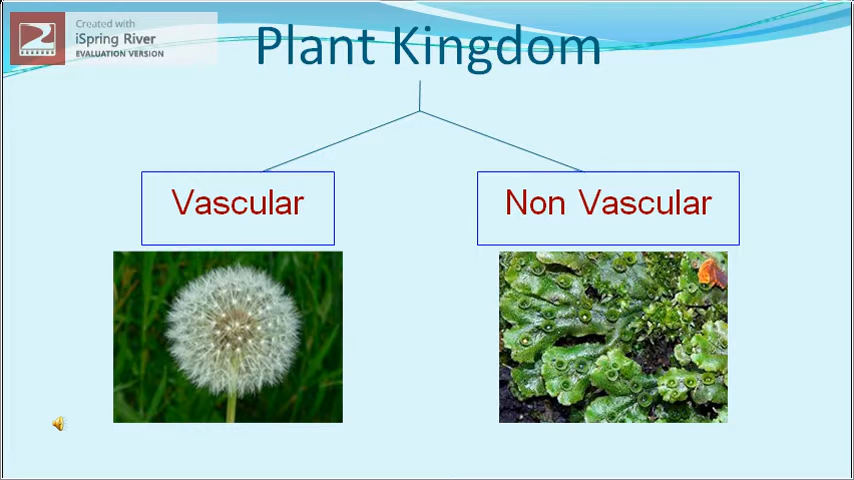 Created with
iSpring River
EVALUATION VERSION
Plant Kingdom
Vascular
Non Vascular